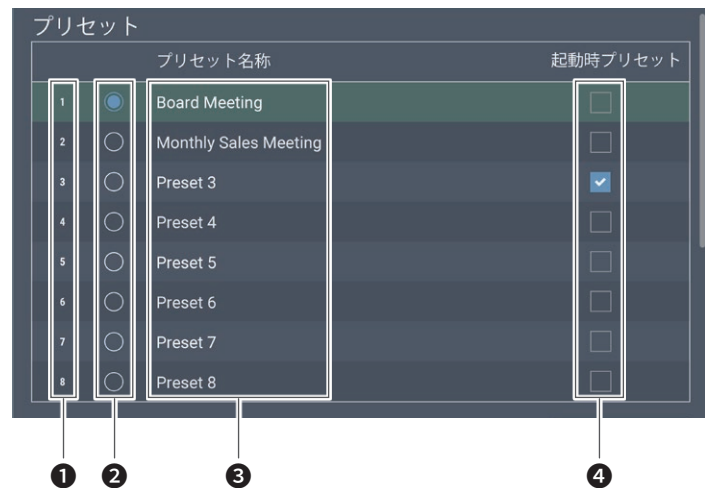 プリセット
プリセット名称 起動時プリセット
1 Board Meeting
2 Monthly Sales Meeting
3 Preset 3
4 Preset 4
5 Preset 5
6 Preset 6
7 Preset 7
8 Preset 8
❶ ❷ ❸ ❹